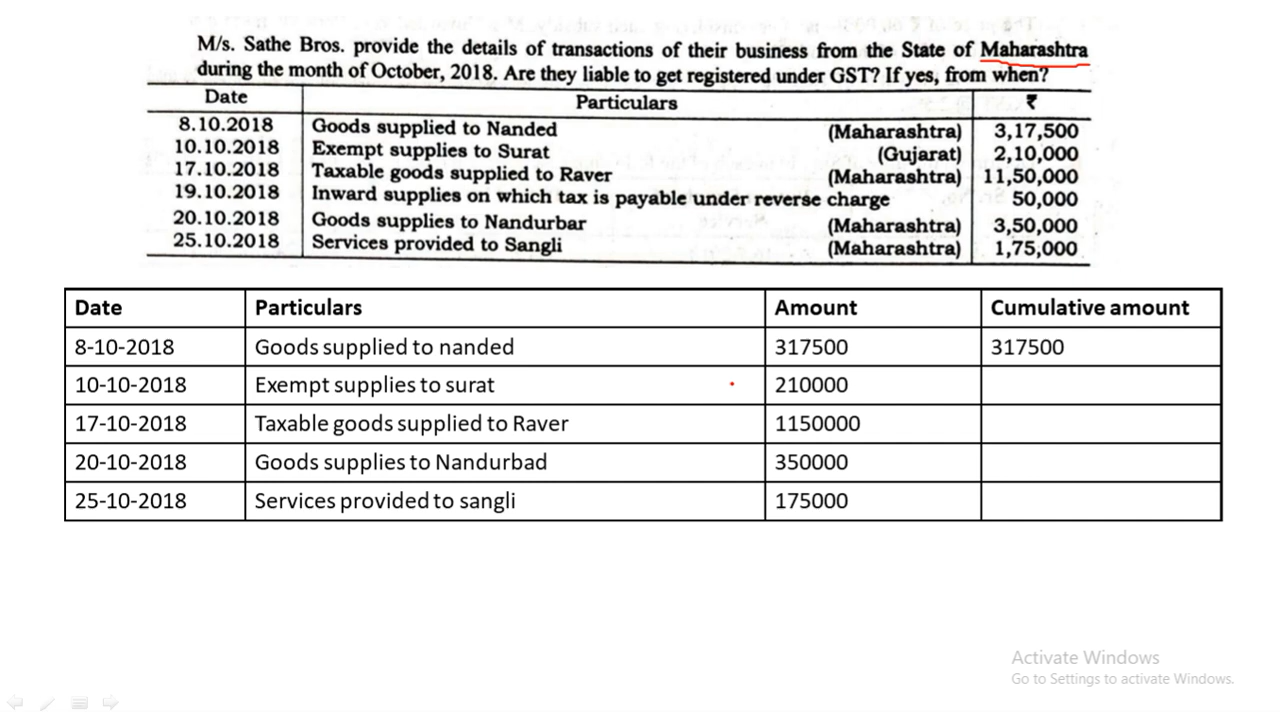 M/s. Sathe Bros. provide the details of transactions of their business from the State of Maharashtra
during the month of October, 2018. Are they liable to get registered under GST? If yes, from when?
Date Particulars ₹
8.10.2018 Goods supplied to Nanded (Maharashtra) 3,17,500
10.10.2018 Exempt supplies to Surat (Gujarat) 2,10,000
17.10.2018 Taxable goods supplied to Raver (Maharashtra) 11,50,000
19.10.2018 Inward supplies on which tax is payable under reverse charge 50,000
20.10.2018 Goods supplies to Nandurbar (Maharashtra) 3,50,000
25.10.2018 Services provided to Sangli (Maharashtra) 1,75,000
Date Particulars Amount Cumulative amount
8-10-2018 Goods supplied to nanded 317500 317500
10-10-2018 Exempt supplies to surat 210000
17-10-2018 Taxable goods supplied to Raver 1150000
20-10-2018 Goods supplies to Nandurbad 350000
25-10-2018 Services provided to sangli 175000
Activate Windows
Go to Settings to activate Windows.